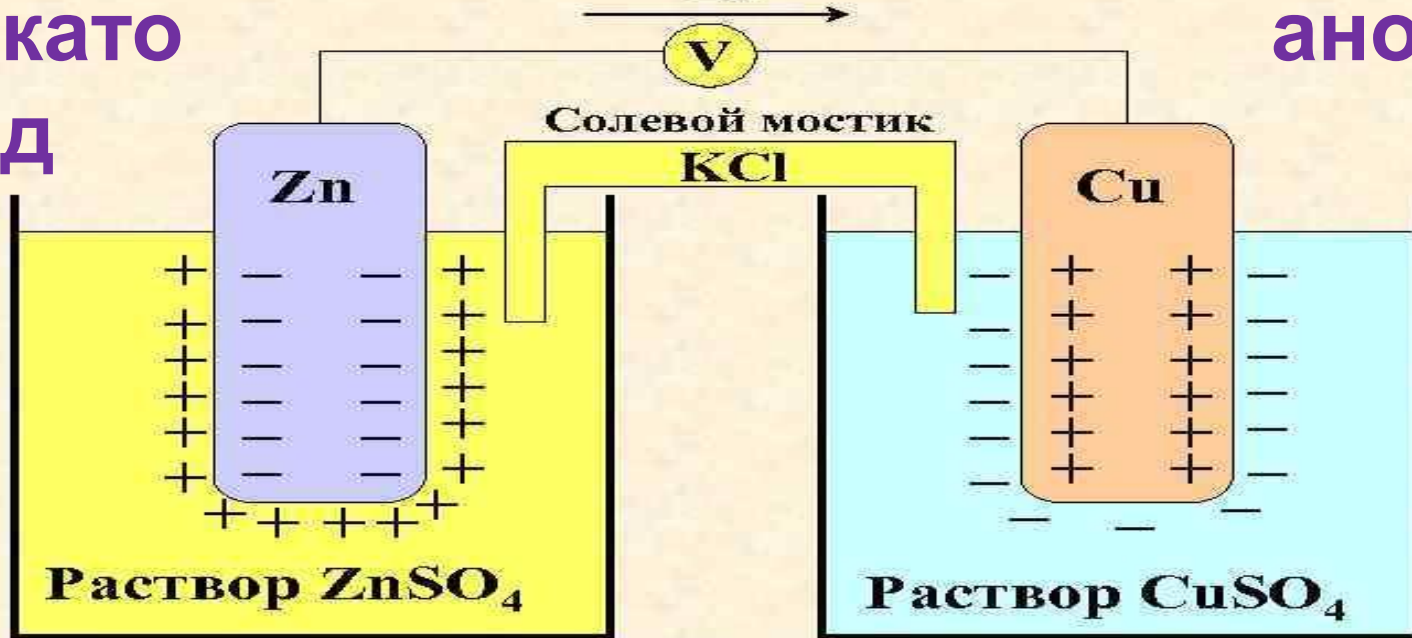 като
д
ано
V
Солевой мостик
KCl
Zn
Cu
Раствор ZnSO₄
Раствор CuSO₄